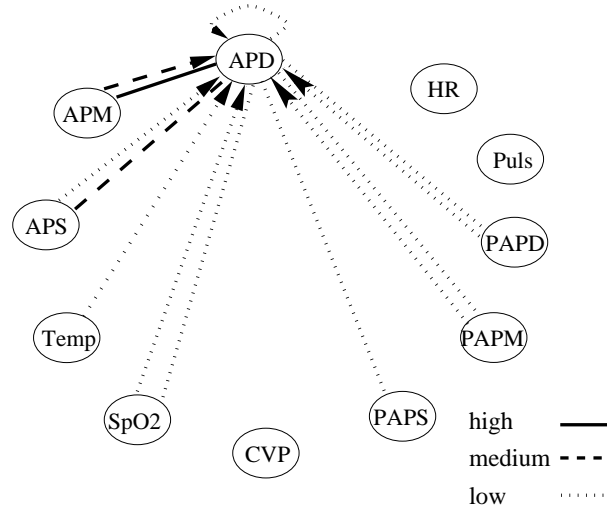 APD
HR
APM
Puls
APS
PAPD
Temp
PAPM
SpO2
PAPS
CVP
high
medium
low